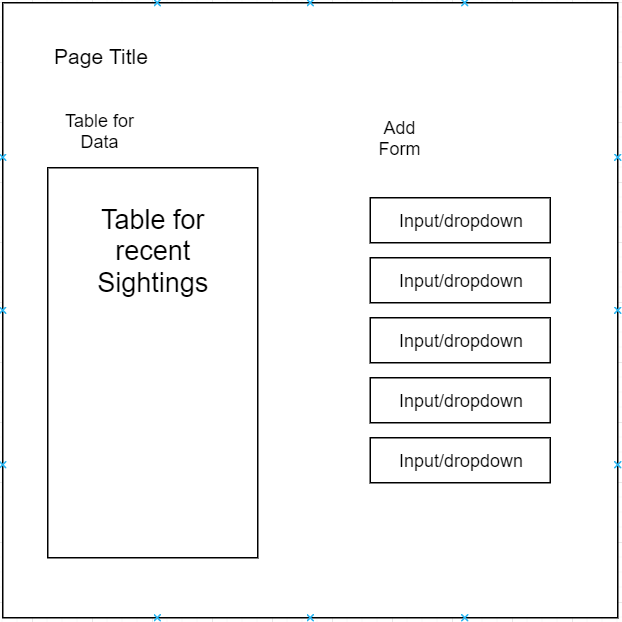 Page Title
Table for
Data
Add
Form
Table for
recent
Sightings
Input/dropdown
Input/dropdown
Input/dropdown
Input/dropdown
Input/dropdown